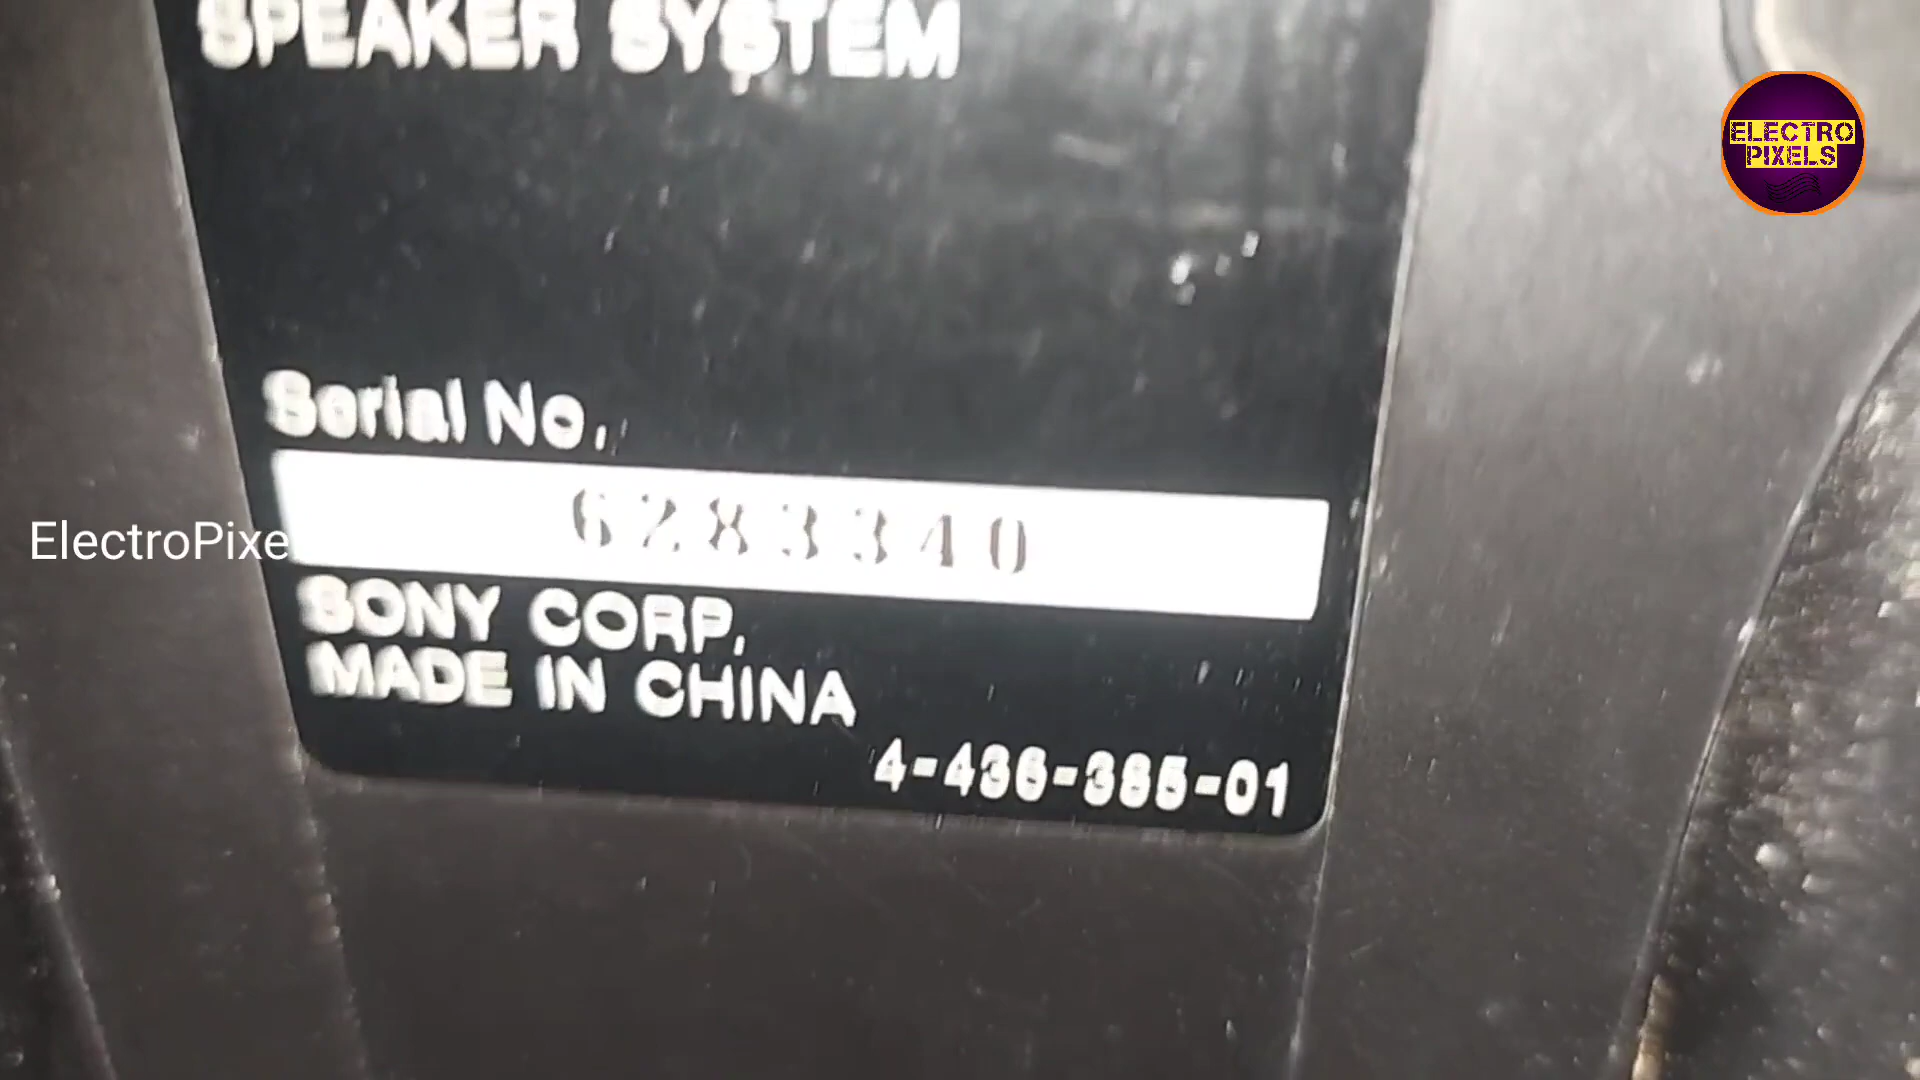 SPEAKER SYSTEM
ELECTRO
PIXELS
Serial No.
6283340
ElectroPixe
SONY CORP.
MADE IN CHINA
4-436-385-01